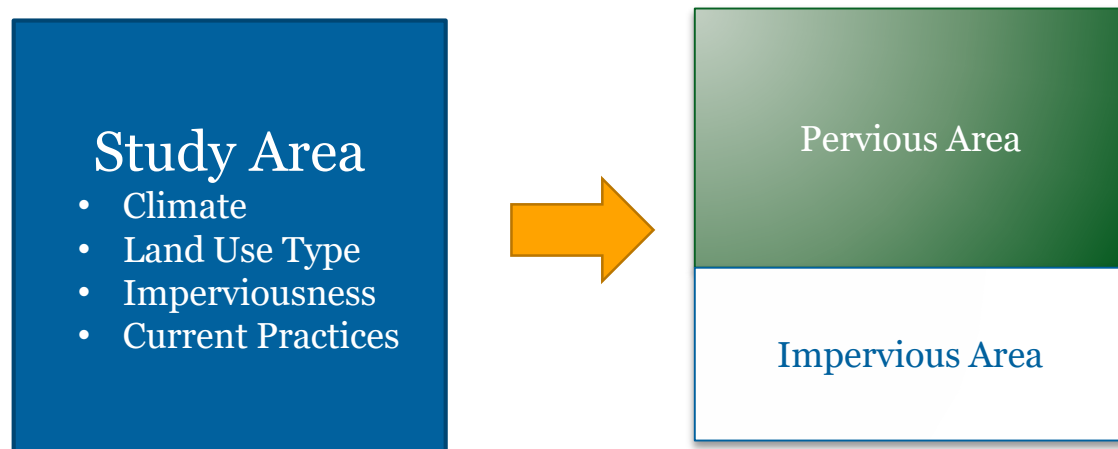 Study Area
• Climate
• Land Use Type
• Imperviousness
• Current Practices
Pervious Area
Impervious Area